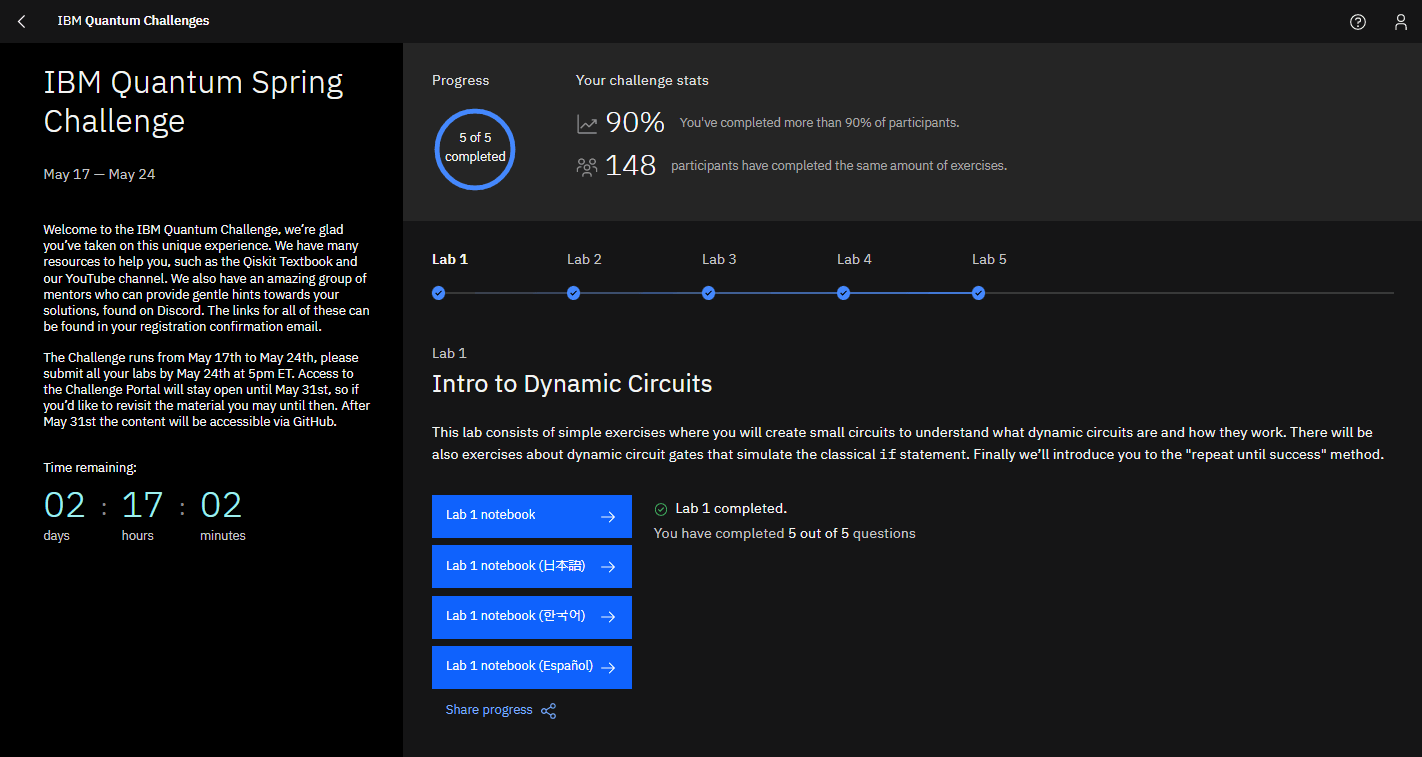 IBM Quantum Challenges
IBM Quantum Spring
Challenge
May 17 — May 24
Welcome to the IBM Quantum Challenge, we’re glad
you’ve taken on this unique experience. We have many
resources to help you, such as the Qiskit Textbook and
our YouTube channel. We also have an amazing group of
mentors who can provide gentle hints towards your
solutions, found on Discord. The links for all of these can
be found in your registration confirmation email.
The Challenge runs from May 17th to May 24th, please
submit all your labs by May 24th at 5pm ET. Access to
the Challenge Portal will stay open until May 31st, so if
you’d like to revisit the material you may until then. After
May 31st the content will be accessible via GitHub.
Time remaining:
02 : 17 : 02
days hours minutes
Progress
5 of 5
completed
Your challenge stats
90% You've completed more than 90% of participants.
148 participants have completed the same amount of exercises.
Lab 1 Lab 2 Lab 3 Lab 4 Lab 5
Lab 1
Intro to Dynamic Circuits
This lab consists of simple exercises where you will create small circuits to understand what dynamic circuits are and how they work. There will be
also exercises about dynamic circuit gates that simulate the classical if statement. Finally we’ll introduce you to the "repeat until success" method.
Lab 1 notebook
Lab 1 notebook (日本語)
Lab 1 notebook (한국어)
Lab 1 notebook (Español)
Share progress
Lab 1 completed.
You have completed 5 out of 5 questions